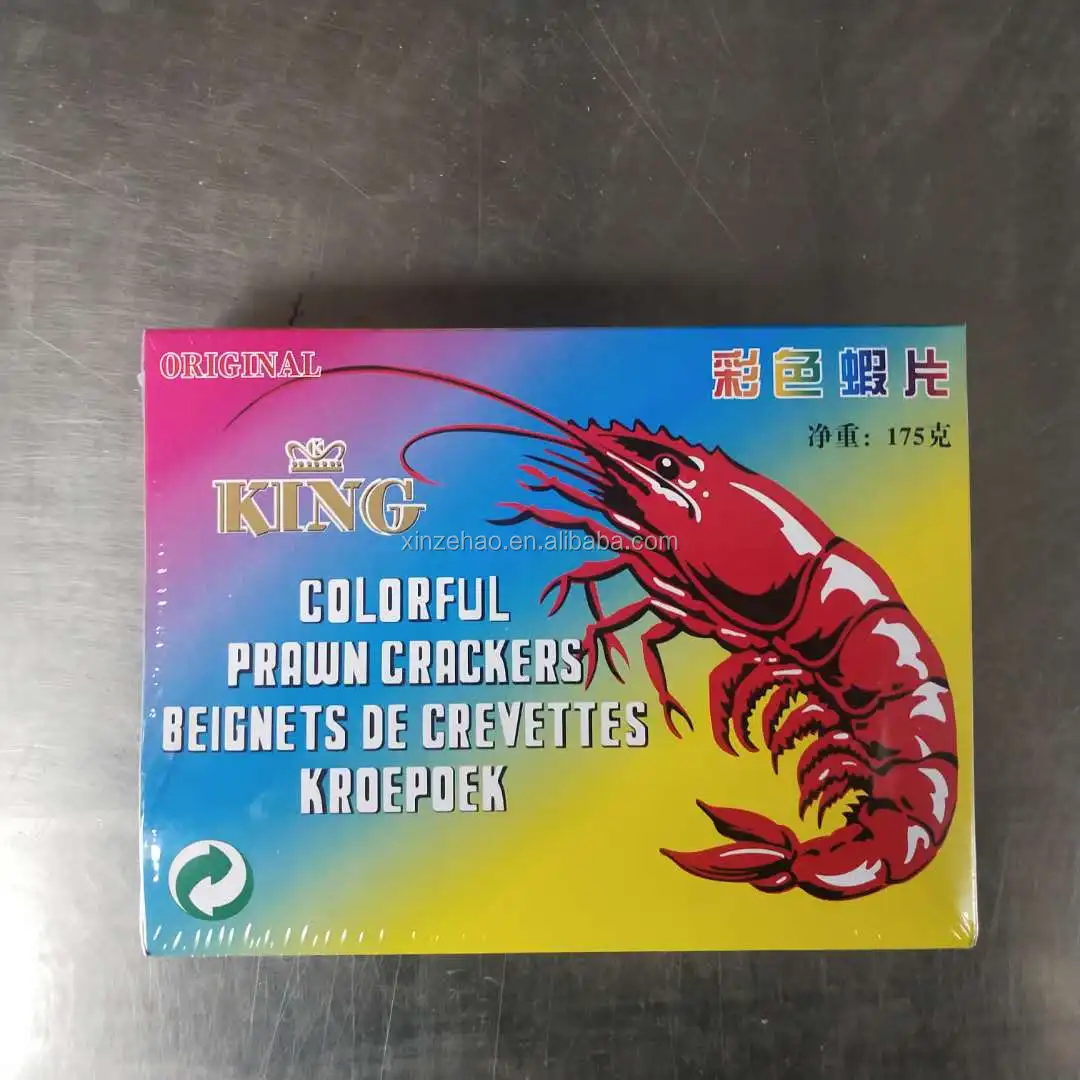 ORIGINAL
彩色蝦片
净重：175克
K
KING
xinzehao.en.alibaba.com
COLORFUL
PRAWN CRACKERS
BEIGNETS DE CREVETTES
KROEPOEK